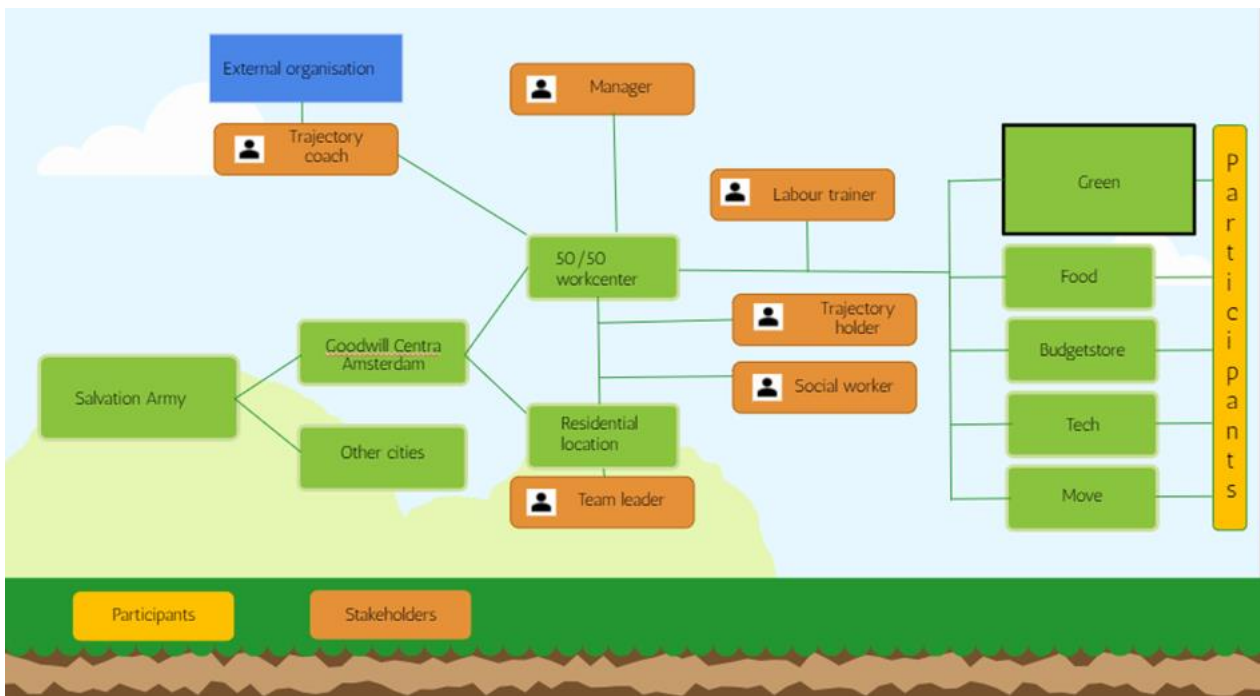 External organisation
Trajectory
coach
Manager
Labour trainer
Green
Participants
50/50
workcenter
Food
Trajectory
holder
Goodwill Centra
Amsterdam
Budgetstore
Salvation Army
Social worker
Residential
location
Tech
Other cities
Team leader
Move
Participants
Stakeholders